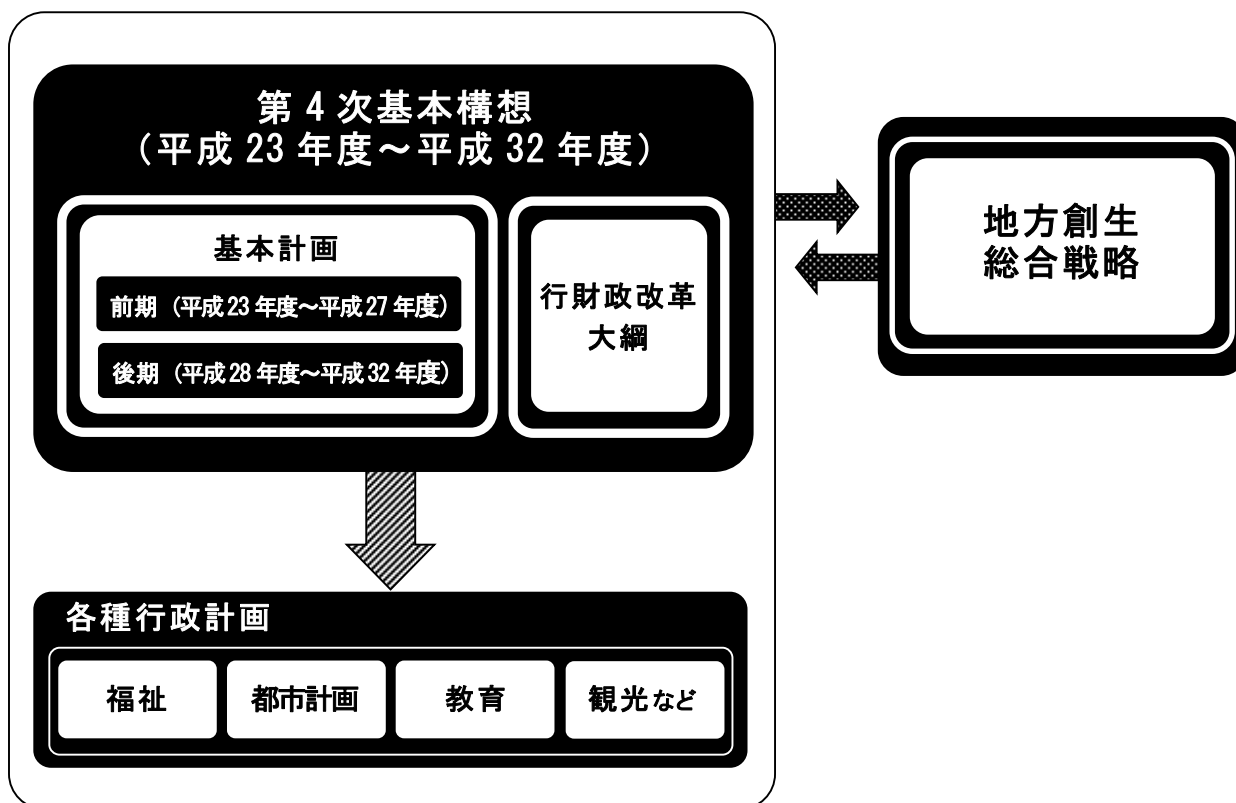 第 4 次基本構想
（平成 23 年度～平成 32 年度）
基本計画
前期（平成 23 年度～平成 27 年度）
後期（平成 28 年度～平成 32 年度）
行財政改革
大綱
地方創生
総合戦略
各種行政計画
福祉
都市計画
教育
観光など